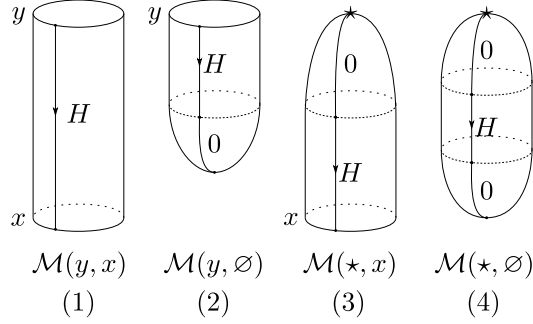 y
y
0
0
H
H
H
H
0
0
x
x
ℳ(y, x)
ℳ(y, ∅)
ℳ(⋆, x)
ℳ(⋆, ∅)
(1)
(2)
(3)
(4)